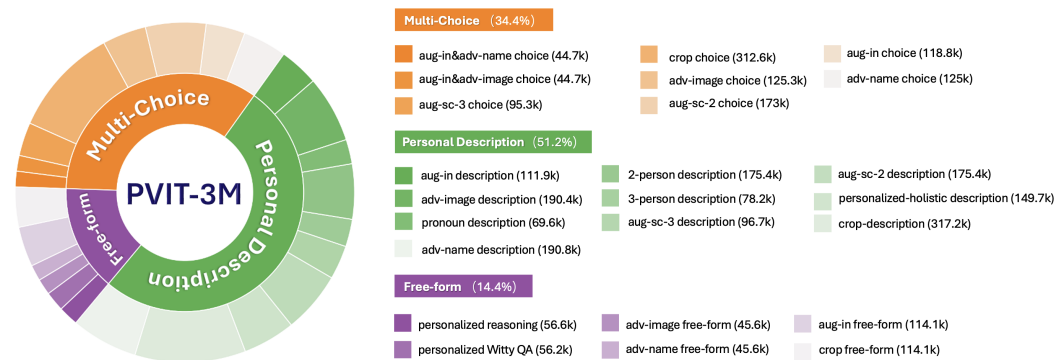 PVIT-3M
Multi-Choice
Personal Description
Free-form
Multi-Choice (34.4%)
aug-in&adv-name choice (44.7k)
aug-in&adv-image choice (44.7k)
aug-sc-3 choice (95.3k)
crop choice (312.6k)
adv-image choice (125.3k)
aug-sc-2 choice (173k)
aug-in choice (118.8k)
adv-name choice (125k)
Personal Description (51.2%)
aug-in description (111.9k)
adv-image description (190.4k)
pronoun description (69.6k)
adv-name description (190.8k)
2-person description (175.4k)
3-person description (78.2k)
aug-sc-3 description (96.7k)
aug-sc-2 description (175.4k)
personalized-holistic description (149.7k)
crop-description (317.2k)
Free-form (14.4%)
personalized reasoning (56.6k)
personalized Witty QA (56.2k)
adv-image free-form (45.6k)
adv-name free-form (45.6k)
aug-in free-form (114.1k)
crop free-form (114.1k)